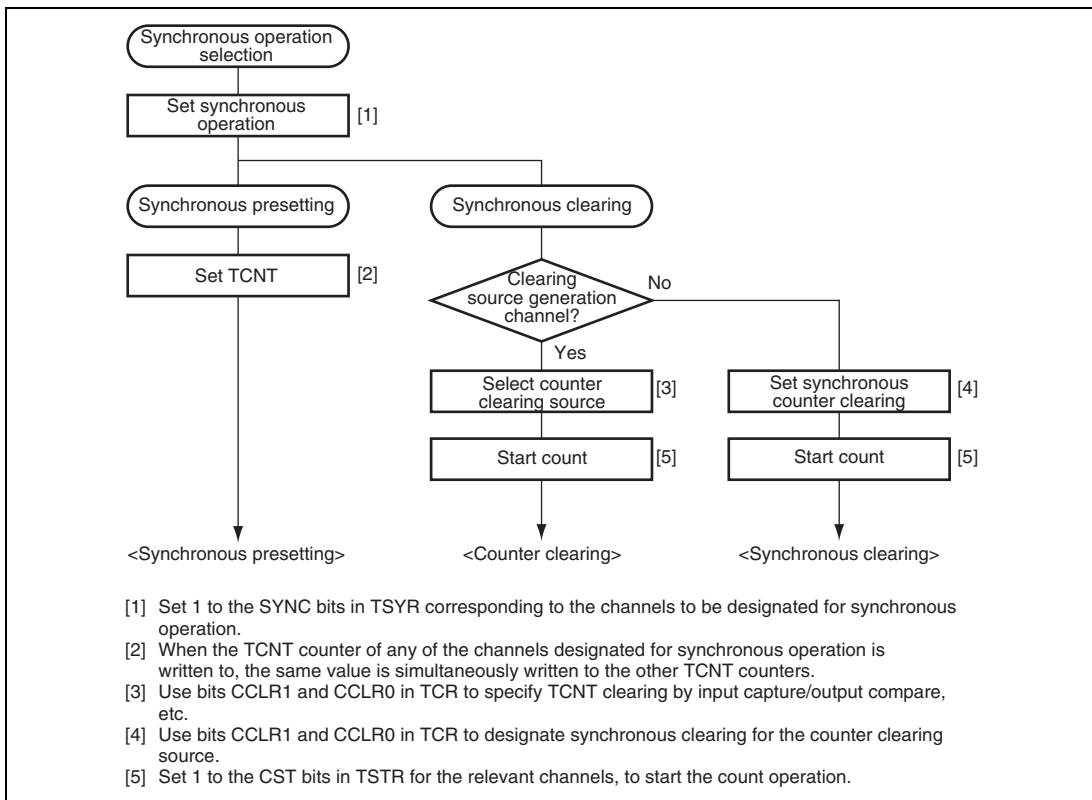 Synchronous operation
selection
Set synchronous
operation
[1]
Synchronous presetting
Synchronous clearing
Set TCNT
[2]
Clearing
source generation
channel?
No
Yes
Select counter
clearing source
[3]
Set synchronous
counter clearing
[4]
Start count
[5]
Start count
[5]
<Synchronous presetting>
<Counter clearing>
<Synchronous clearing>
[1] Set 1 to the SYNC bits in TSYR corresponding to the channels to be designated for synchronous
operation.
[2] When the TCNT counter of any of the channels designated for synchronous operation is
written to, the same value is simultaneously written to the other TCNT counters.
[3] Use bits CCLR1 and CCLR0 in TCR to specify TCNT clearing by input capture/output compare,
etc.
[4] Use bits CCLR1 and CCLR0 in TCR to designate synchronous clearing for the counter clearing
source.
[5] Set 1 to the CST bits in TSTR for the relevant channels, to start the count operation.